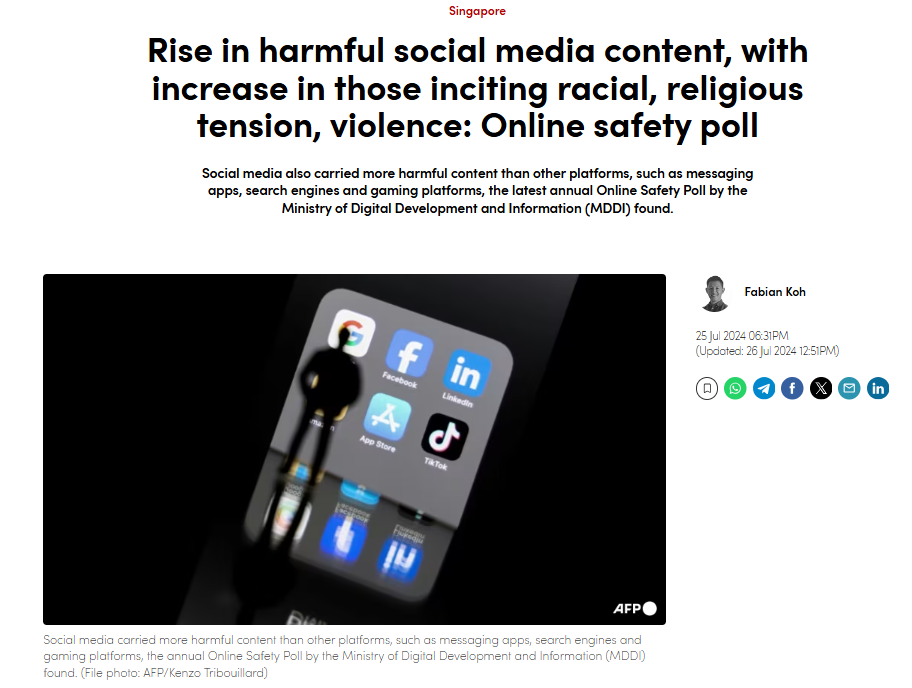 Singapore
Rise in harmful social media content, with
increase in those inciting racial, religious
tension, violence: Online safety poll
Social media also carried more harmful content than other platforms, such as messaging
apps, search engines and gaming platforms, the latest annual Online Safety Poll by the
Ministry of Digital Development and Information (MDDI) found.
Fabian Koh
25 Jul 2024 06:31PM
(Updated: 26 Jul 2024 12:51PM)
Facebook
LinkedIn
App Store
TikTok
AFP
Social media carried more harmful content than other platforms, such as messaging apps, search engines and
gaming platforms, the annual Online Safety Poll by the Ministry of Digital Development and Information (MDDI)
found. (File photo: AFP/Kenzo Tribouillard)